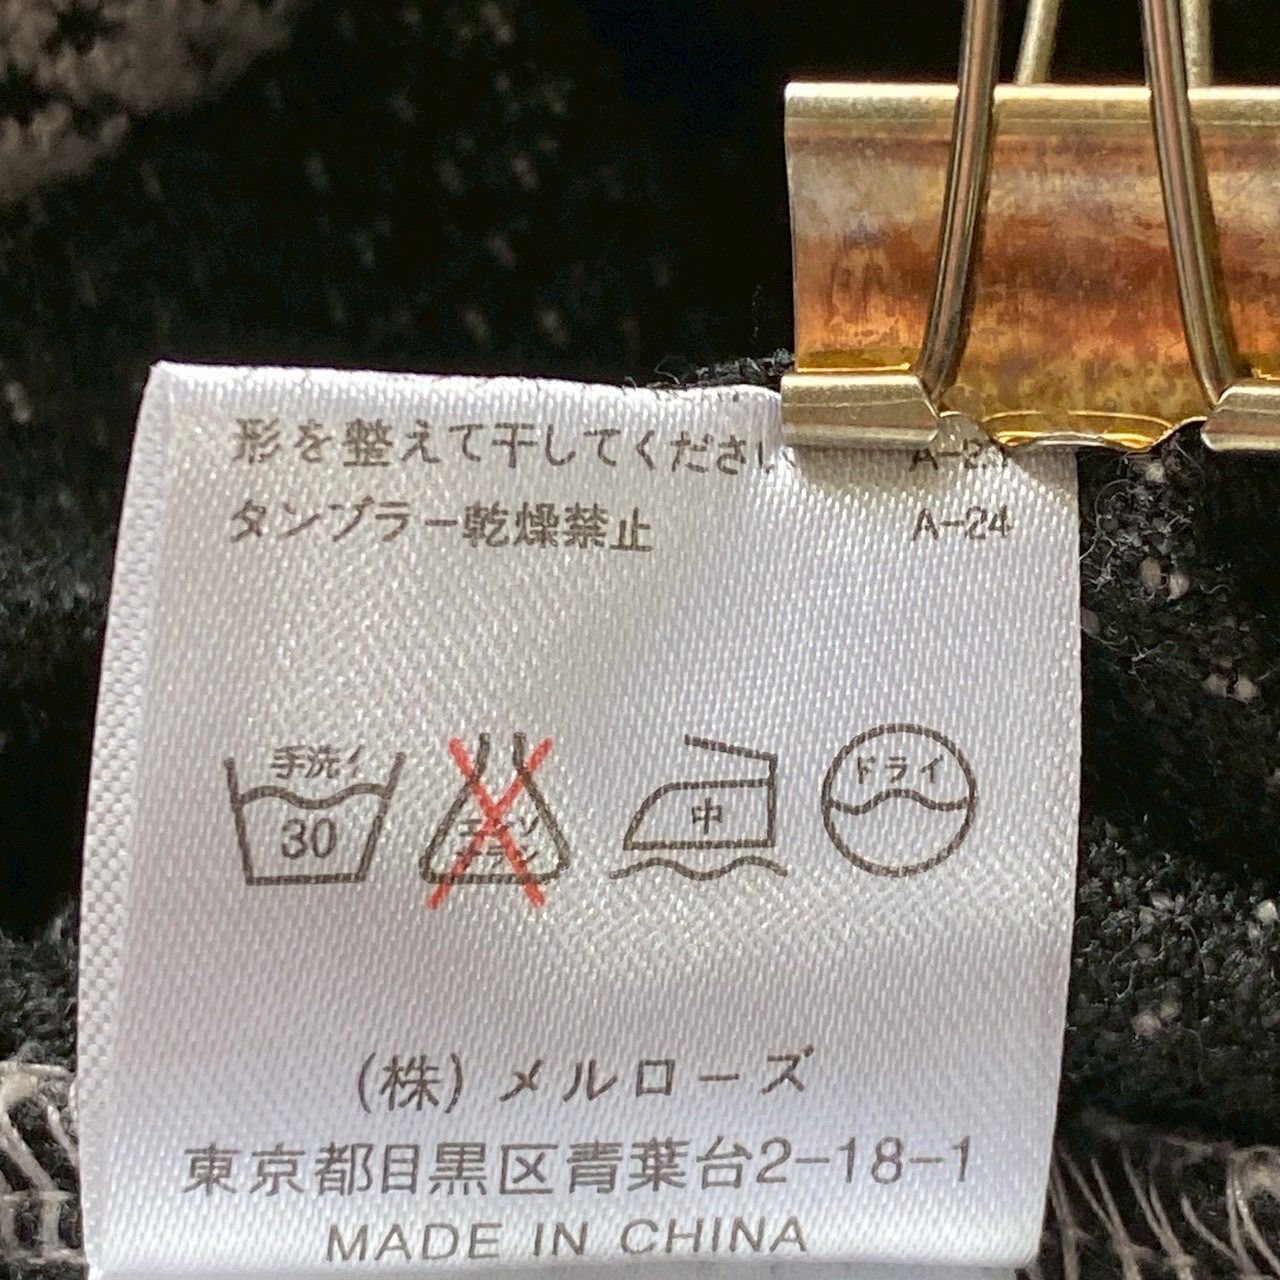 形を整えて干してくださ
タンブラー乾燥禁止 A-24
手洗イ
30
中
ドライ
(株) メルローズ
東京都目黒区青葉台2-18-1
MADE IN CHINA